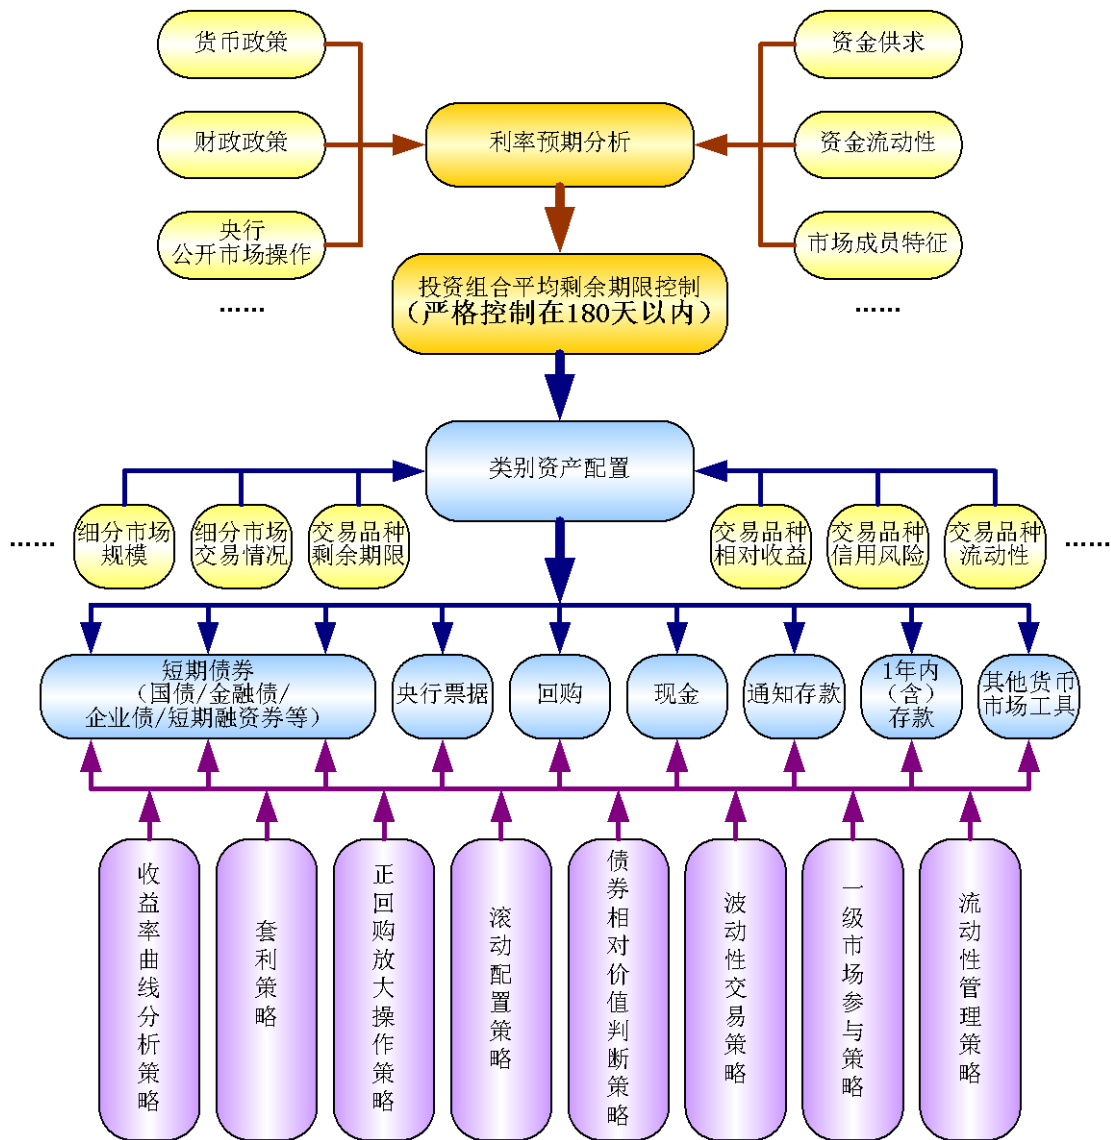 货币政策
资金供求
利率预期分析
财政政策
资金流动性
央行
公开市场操作
市场成员特征
投资组合平均剩余期限控制
（严格控制在180天以内）
……
……
类别资产配置
……
细分市场
规模
细分市场
交易情况
交易品种
剩余期限
交易品种
相对收益
交易品种
信用风险
交易品种
流动性
……
短期债券
（国债/金融债/
企业债/短期融资券等）
央行票据
回购
现金
通知存款
1年内
（含）
存款
其他货币
市场工具
收益率曲线分析策略
套利策略
正回购放大操作策略
滚动配置策略
债券相对价值判断策略
波动性交易策略
一级市场参与策略
流动性管理策略